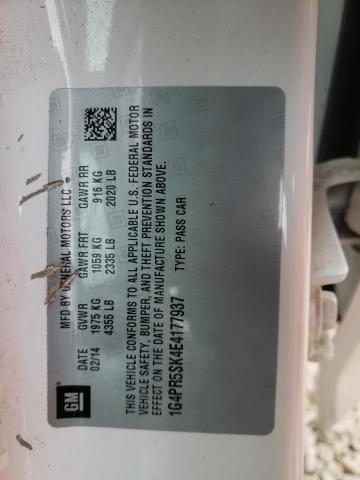 GM
MFD BY GENERAL MOTORS LLC
DATE GVWR GAWR FRT GAWR RR
02/14 1975 KG 1059 KG 916 KG
4355 LB 2335 LB 2020 LB
THIS VEHICLE CONFORMS TO ALL APPLICABLE U.S. FEDERAL MOTOR
VEHICLE SAFETY, BUMPER, AND THEFT PREVENTION STANDARDS IN
EFFECT ON THE DATE OF MANUFACTURE SHOWN ABOVE.
1G4PR5SK4E4177937 TYPE: PASS CAR